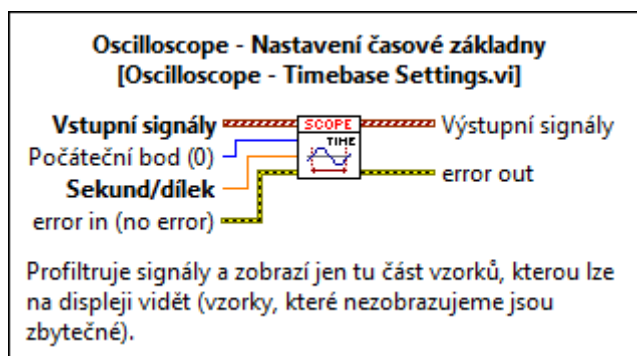 Oscilloscope - Nastavení časové základny
[Oscilloscope - Timebase Settings.vi]
Vstupní signály
SCOPE
Výstupní signály
Počáteční bod (0)
TIME
Sekund/dílek
error out
error in (no error)
Profiltruje signály a zobrazí jen tu část vzorků, kterou lze
na displeji vidět (vzorky, které nezobrazujeme jsou
zbytečné).